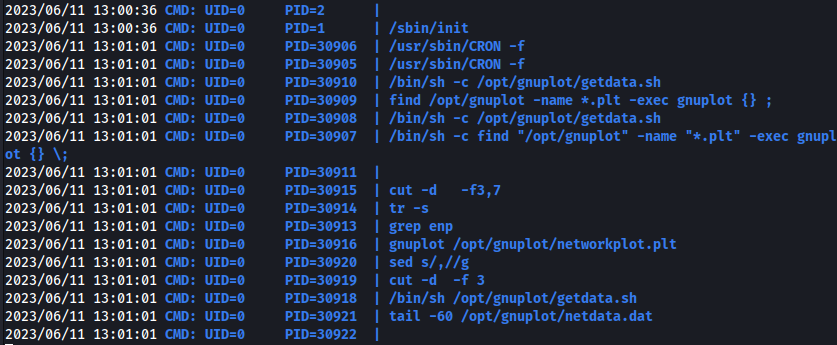 2023/06/11 13:00:36 CMD: UID=0     PID=2      |
2023/06/11 13:00:36 CMD: UID=0     PID=1      | /sbin/init
2023/06/11 13:01:01 CMD: UID=0     PID=30906  | /usr/sbin/CRON -f
2023/06/11 13:01:01 CMD: UID=0     PID=30905  | /usr/sbin/CRON -f
2023/06/11 13:01:01 CMD: UID=0     PID=30910  | /bin/sh -c /opt/gnuplot/getdata.sh
2023/06/11 13:01:01 CMD: UID=0     PID=30909  | find /opt/gnuplot -name *.plt -exec gnuplot {} ;
2023/06/11 13:01:01 CMD: UID=0     PID=30908  | /bin/sh -c /opt/gnuplot/getdata.sh
2023/06/11 13:01:01 CMD: UID=0     PID=30907  | /bin/sh -c find "/opt/gnuplot" -name "*.plt" -exec gnupl
ot {} \;
2023/06/11 13:01:01 CMD: UID=0     PID=30911  |
2023/06/11 13:01:01 CMD: UID=0     PID=30915  | cut -d   -f3,7
2023/06/11 13:01:01 CMD: UID=0     PID=30914  | tr -s
2023/06/11 13:01:01 CMD: UID=0     PID=30913  | grep enp
2023/06/11 13:01:01 CMD: UID=0     PID=30916  | gnuplot /opt/gnuplot/networkplot.plt
2023/06/11 13:01:01 CMD: UID=0     PID=30920  | sed s/,//g
2023/06/11 13:01:01 CMD: UID=0     PID=30919  | cut -d  -f 3
2023/06/11 13:01:01 CMD: UID=0     PID=30918  | /bin/sh /opt/gnuplot/getdata.sh
2023/06/11 13:01:01 CMD: UID=0     PID=30921  | tail -60 /opt/gnuplot/netdata.dat
2023/06/11 13:01:01 CMD: UID=0     PID=30922  |